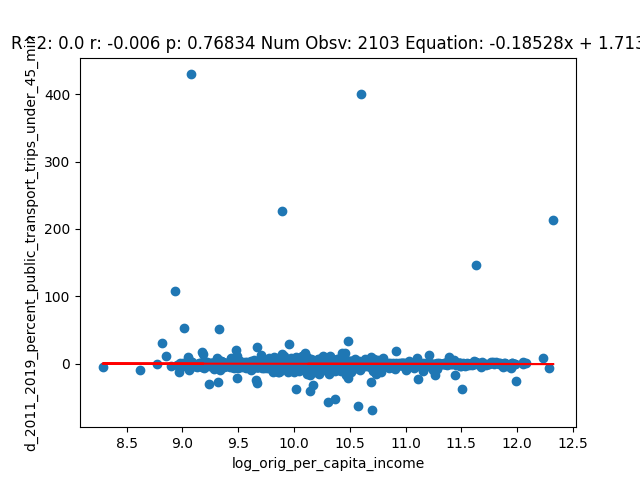 R^2: 0.0 r: -0.006 p: 0.76834 Num Obsv: 2103 Equation: -0.18528x + 1.713
d_2011_2019_percent_public_transport_trips_under_45_min
400
300
200
100
0
8.5 9.0 9.5 10.0 10.5 11.0 11.5 12.0 12.5
log_orig_per_capita_income